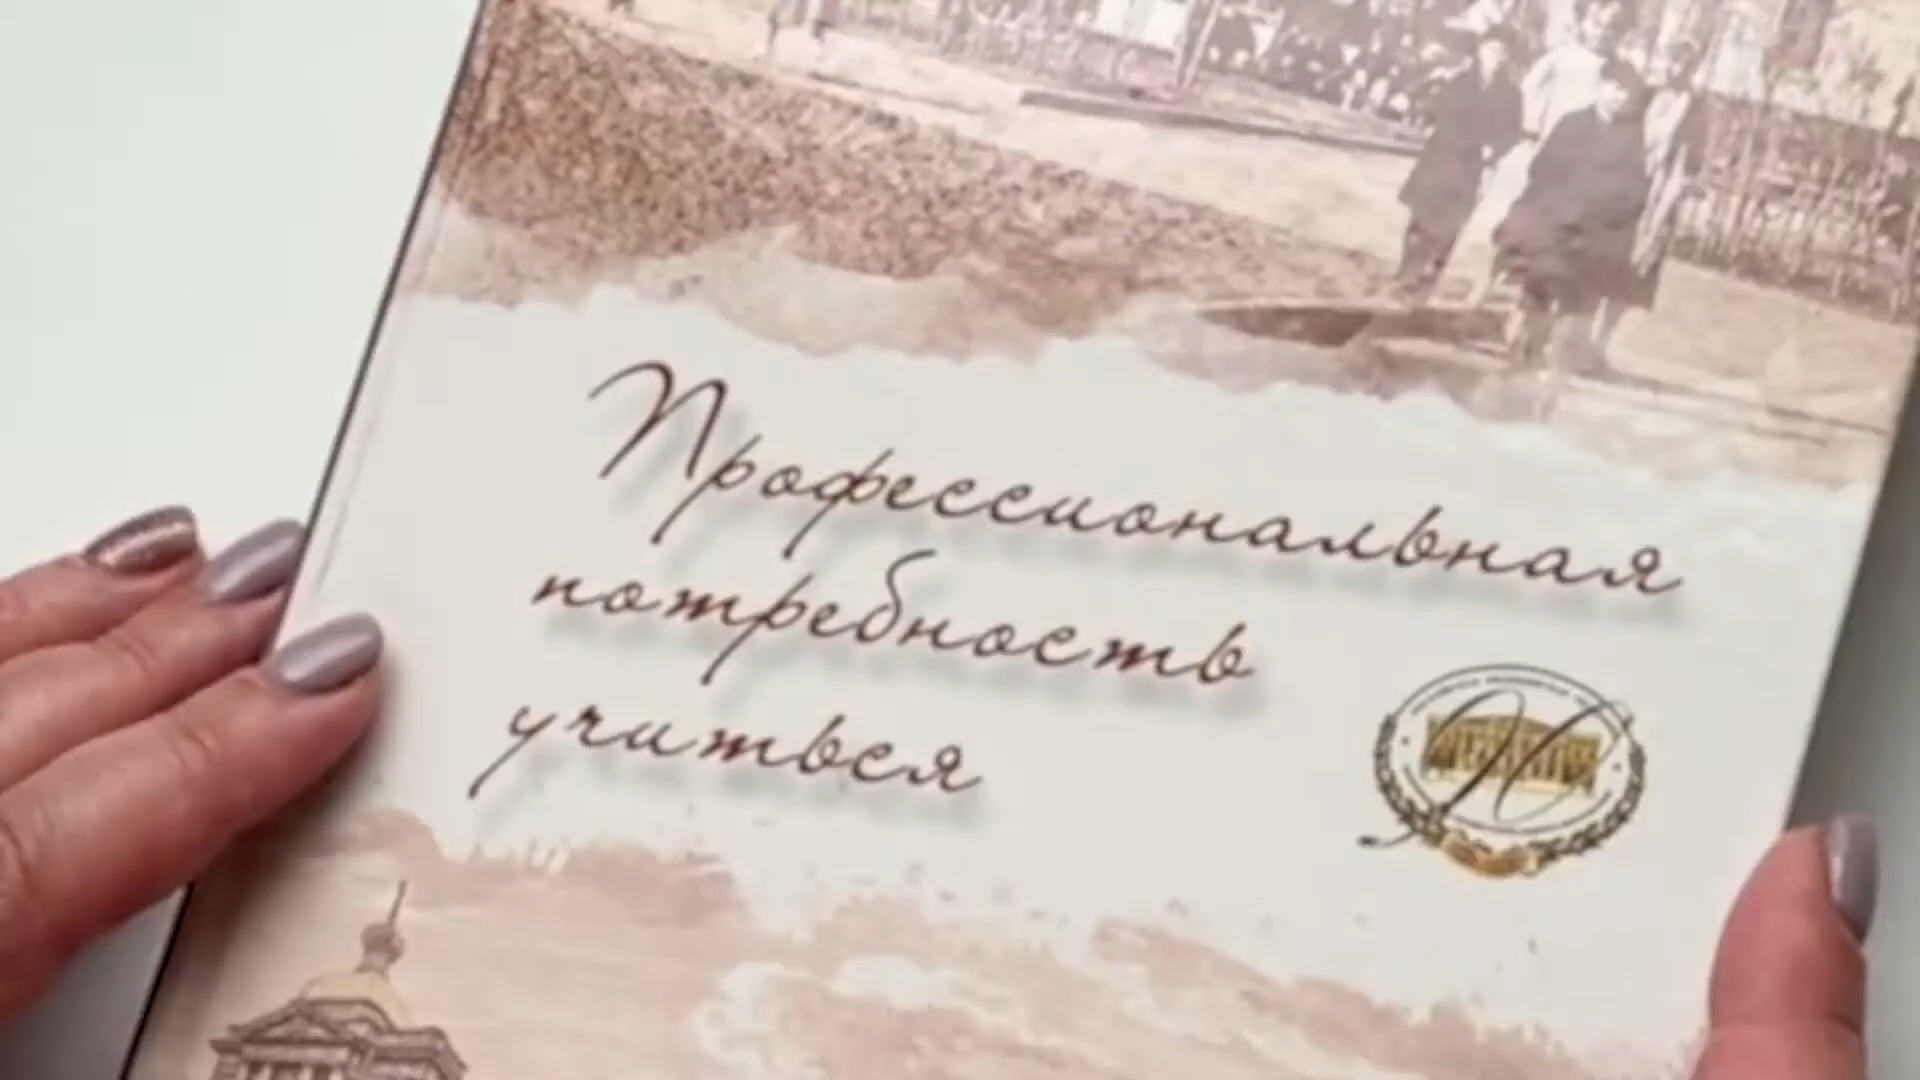 Профессиональная
потребность
учиться